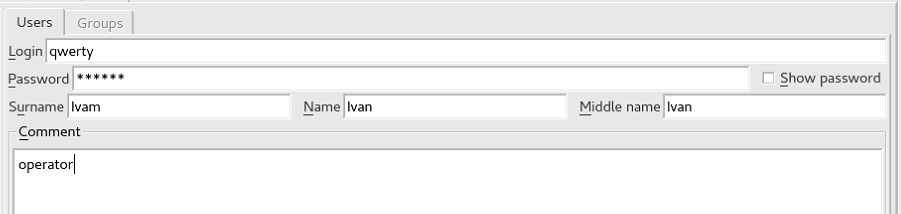 Users Groups
Login qwerty
Password ****** Show password
Surname Ivam Name Ivan Middle name Ivan
Comment
operator